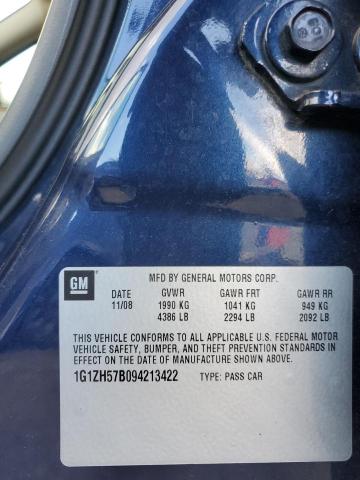 GM
MFD BY GENERAL MOTORS CORP.
DATE GVWR GAWR FRT GAWR RR
11/08 1990 KG 1041 KG 949 KG
4386 LB 2294 LB 2092 LB
THIS VEHICLE CONFORMS TO ALL APPLICABLE U.S. FEDERAL MOTOR
VEHICLE SAFETY, BUMPER, AND THEFT PREVENTION STANDARDS IN
EFFECT ON THE DATE OF MANUFACTURE SHOWN ABOVE.
1G1ZH57B094213422 TYPE: PASS CAR